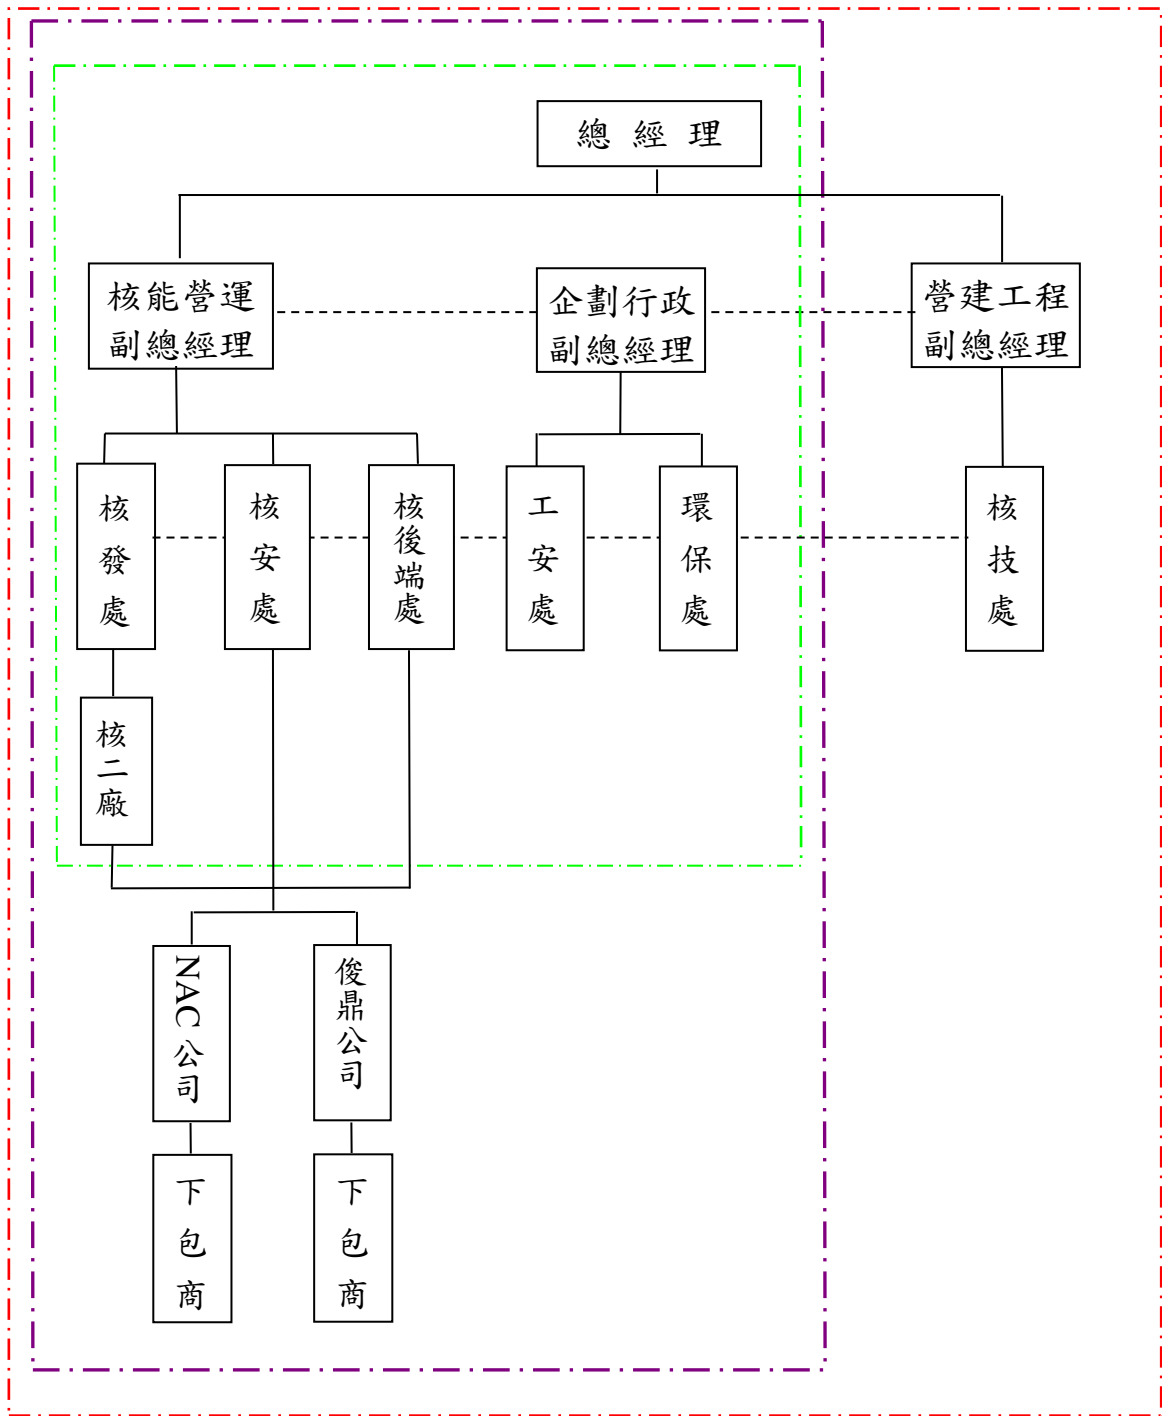 總經理
核能營運
副總經理
企劃行政
副總經理
營建工程
副總經理
核發處
核安處
核後端處
工安處
環保處
核技處
核二廠
NAC公司
俊鼎公司
下包商
下包商